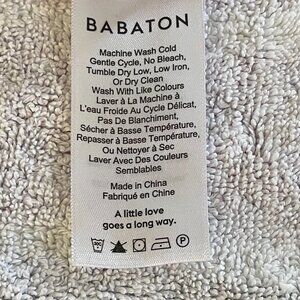 BABATON
Machine Wash Cold
Gentle Cycle, No Bleach,
Tumble Dry Low, Low Iron,
Or Dry Clean
Wash With Like Colours
Laver À La Machine à
L'eau Froide Au Cycle Délicat,
Pas De Blanchiment,
Sécher à Basse Température,
Repasser à Basse Température,
Ou Nettoyer à Sec
Laver Avec Des Couleurs
Semblables
Made in China
Fabriqué en Chine
A little love
goes a long way.
P